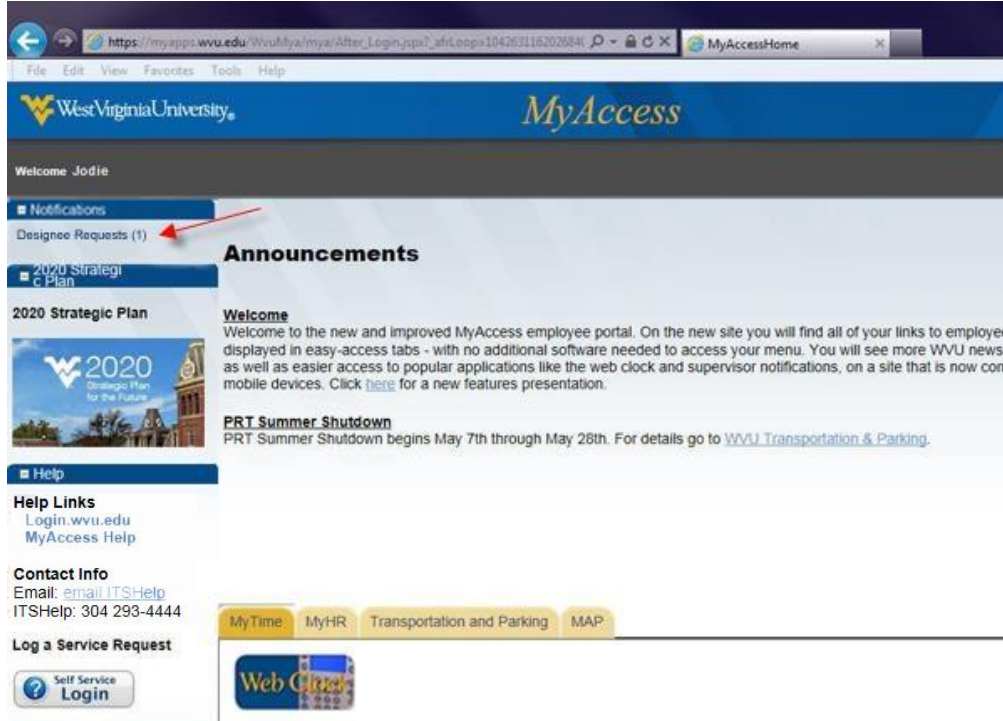 https://myapps.wvu.edu/WvuMya/mya/After_Login.jspx?_afrLoop=10426311620268
MyAccessHome
File Edit View Favorites Tools Help
WestVirginiaUniversity®
MyAccess
Welcome Jodie
Notifications
Designee Requests (1)
Announcements
2020 Strategi
c Plan
2020 Strategic Plan
2020
Strategic Plan
for the Future
Welcome
Welcome to the new and improved MyAccess employee portal. On the new site you will find all of your links to employee
displayed in easy-access tabs - with no additional software needed to access your menu. You will see more WVU news
as well as easier access to popular applications like the web clock and supervisor notifications, on a site that is now con
mobile devices. Click here for a new features presentation.
PRT Summer Shutdown
PRT Summer Shutdown begins May 7th through May 28th. For details go to WVU Transportation & Parking.
Help
Help Links
Login.wvu.edu
MyAccess Help
Contact Info
Email: email ITSHelp
ITSHelp: 304 293-4444
Log a Service Request
Self Service
Login
MyTime MyHR Transportation and Parking MAP
Web Clock